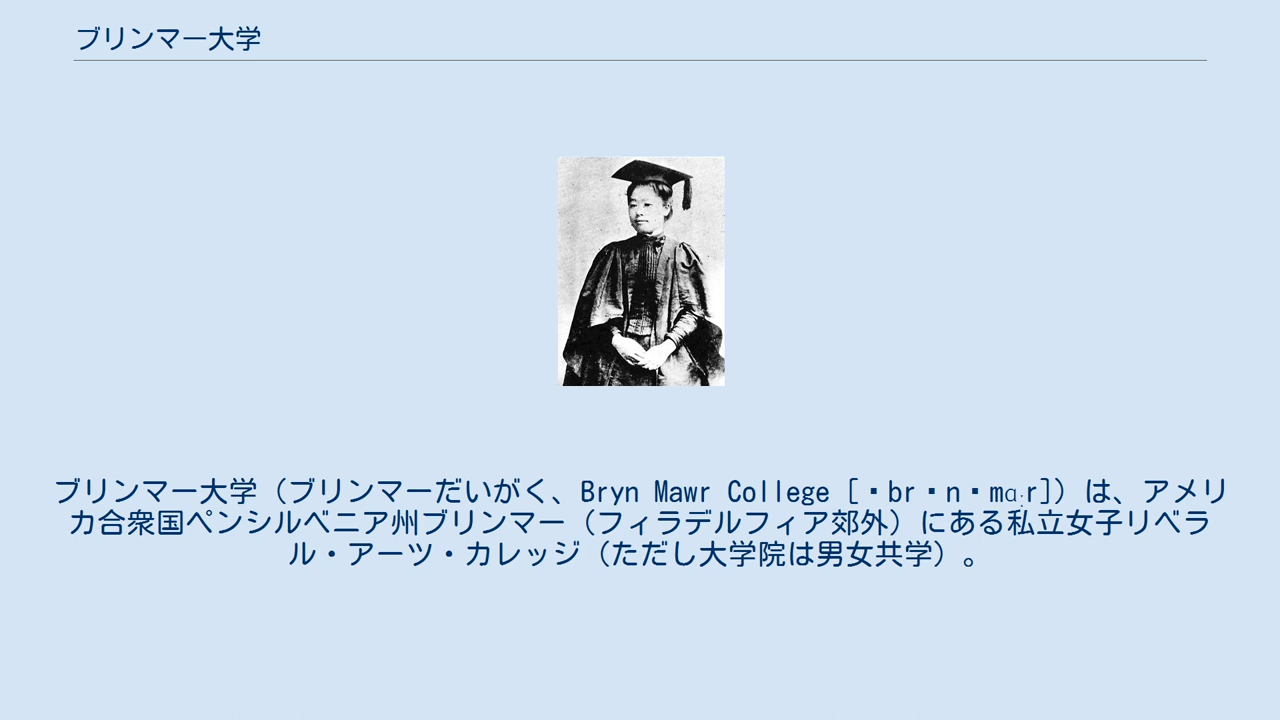 ブリンマー大学
ブリンマー大学（ブリンマーだいがく、Bryn Mawr College [▪br▪n▪mɑːr]）は、アメリ
カ合衆国ペンシルベニア州ブリンマー（フィラデルフィア郊外）にある私立女子リベラ
ル・アーツ・カレッジ（ただし大学院は男女共学）。